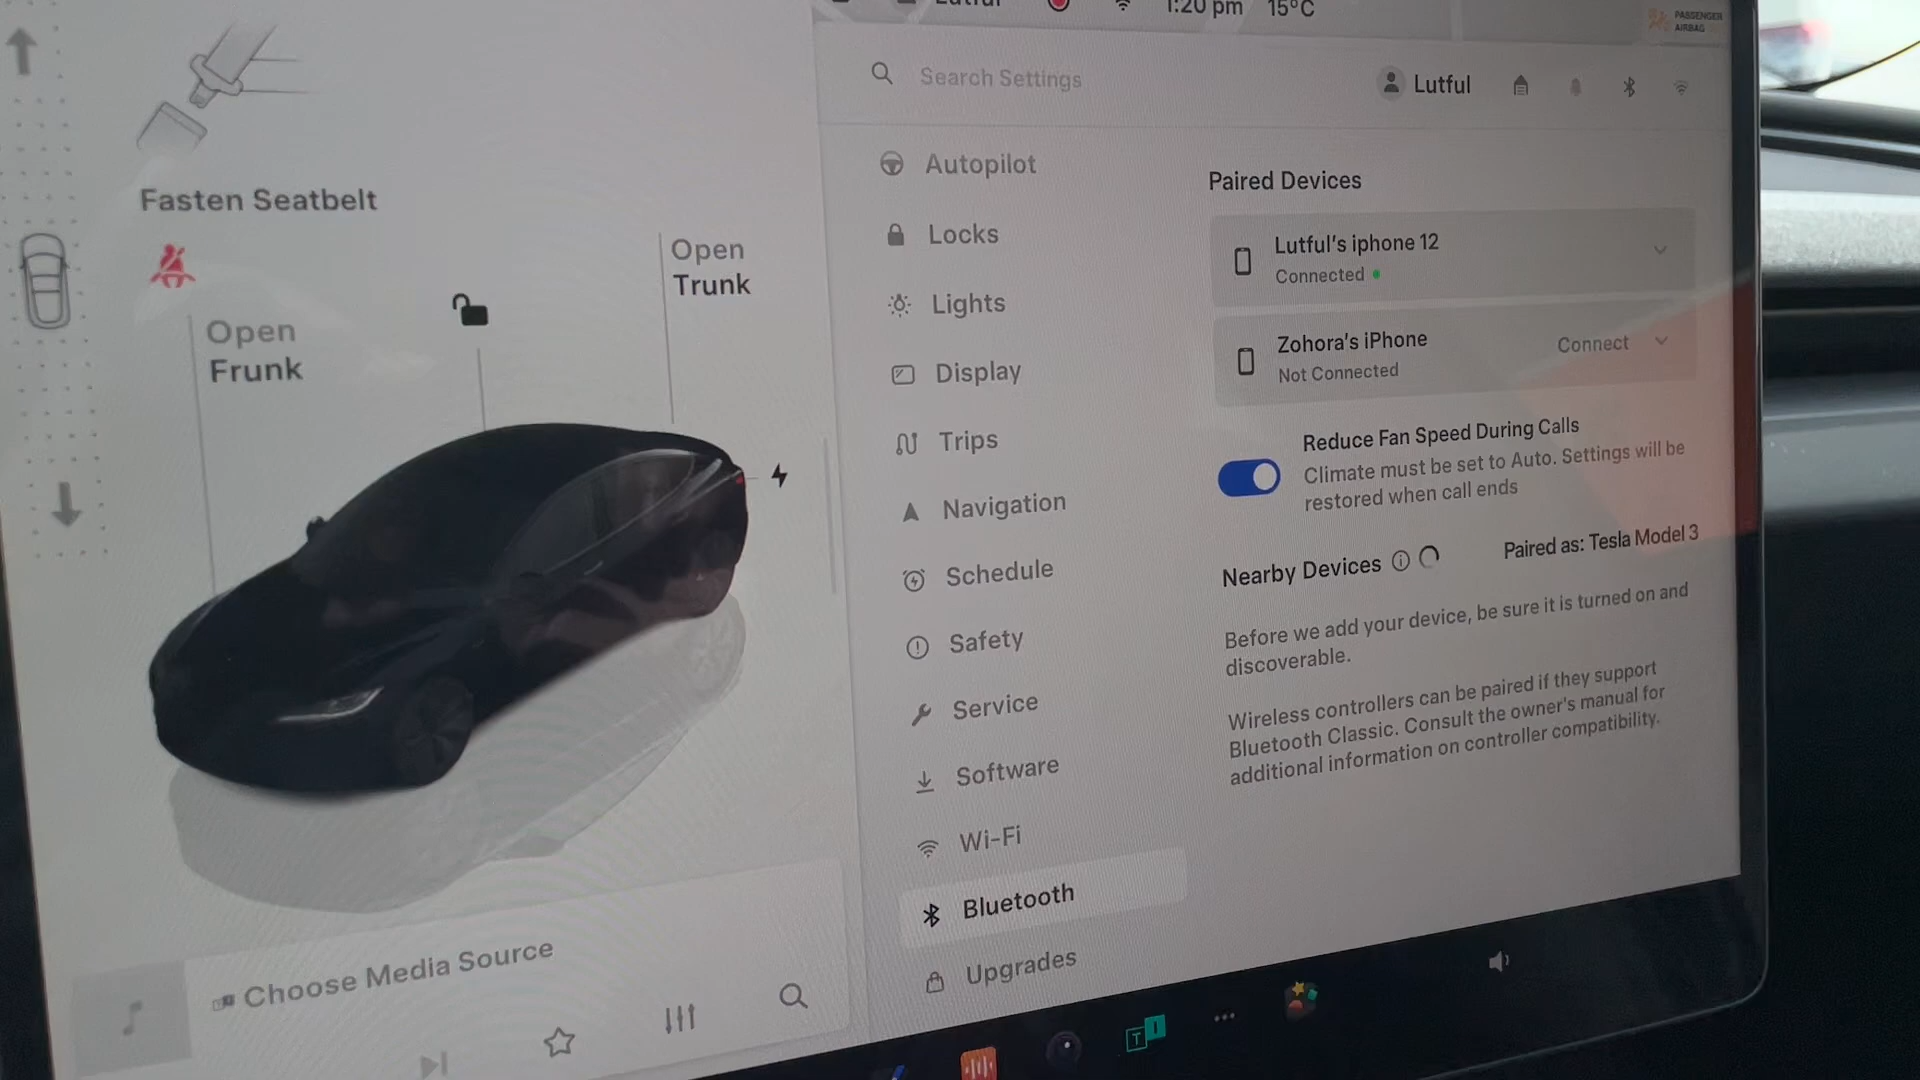 Lutful
1:20 pm
15°C
PASSENGER
AIRBAG
Fasten Seatbelt
Open
Trunk
Open
Frunk
Choose Media Source
Search Settings
Lutful
Autopilot
Locks
Lights
Display
Trips
Navigation
Schedule
Safety
Service
Software
Wi-Fi
Bluetooth
Upgrades
Paired Devices
Lutful's iphone 12
Connected
Zohora's iPhone
Not Connected
Connect
Reduce Fan Speed During Calls
Climate must be set to Auto. Settings will be
restored when call ends
Nearby Devices
Paired as: Tesla Model 3
Before we add your device, be sure it is turned on and
discoverable.
Wireless controllers can be paired if they support
Bluetooth Classic. Consult the owner's manual for
additional information on controller compatibility.
T
I